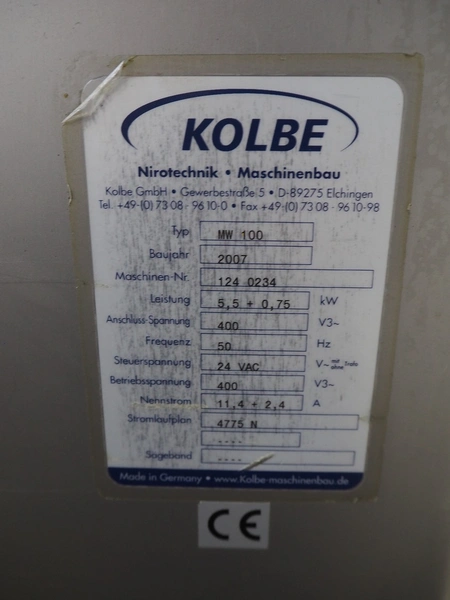 KOLBE
Nirotechnik • Maschinenbau
Kolbe GmbH • Gewerbestraße 5 • D-89275 Elchingen
Tel. +49-(0) 73 08 - 96 10-0 • Fax +49-(0) 73 08 - 96 10-98
Typ MW 100
Baujahr 2007
Maschinen-Nr. 124 0234
Leistung 5,5 + 0,75 kW
Anschluss-Spannung 400 V3~
Frequenz 50 Hz
Steuerspannung 24 VAC V~ mit ohne Trafo
Betriebsspannung 400 V3~
Nennstrom 11,4 + 2,4 A
Stromlaufplan 4775 N
----
Sägeband ----
Made in Germany • www.Kolbe-maschinenbau.de
CE